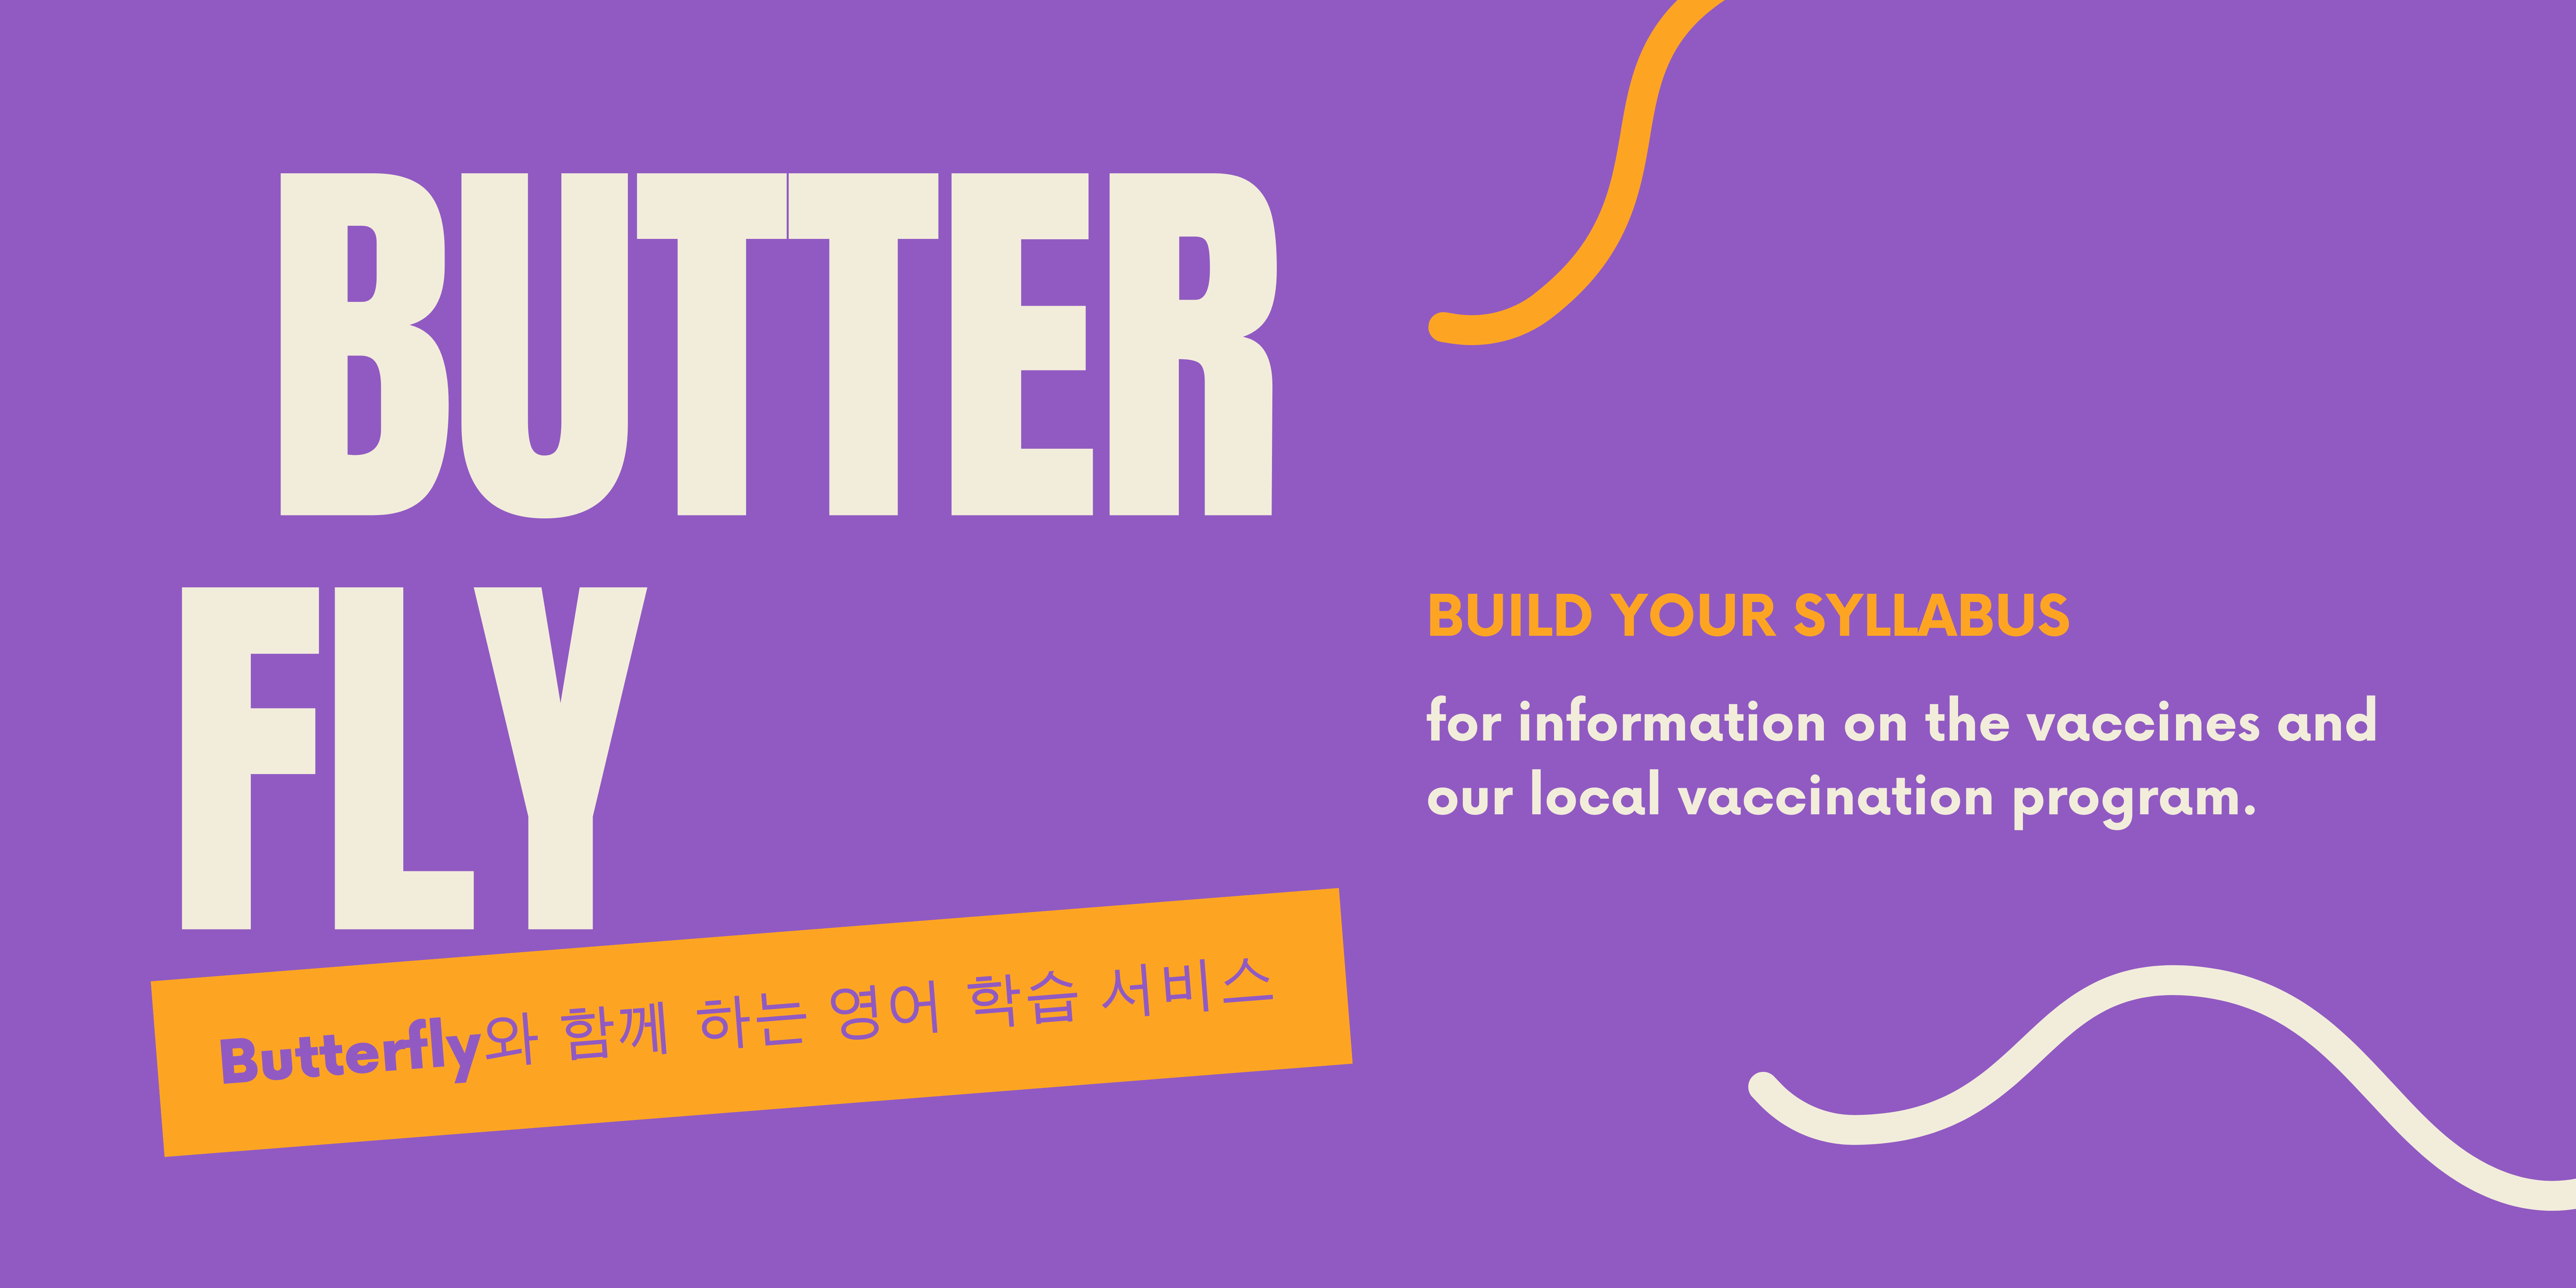 BUTTER
FLY
Butterfly와 함께 하는 영어 학습 서비스
BUILD YOUR SYLLABUS
for information on the vaccines and
our local vaccination program.